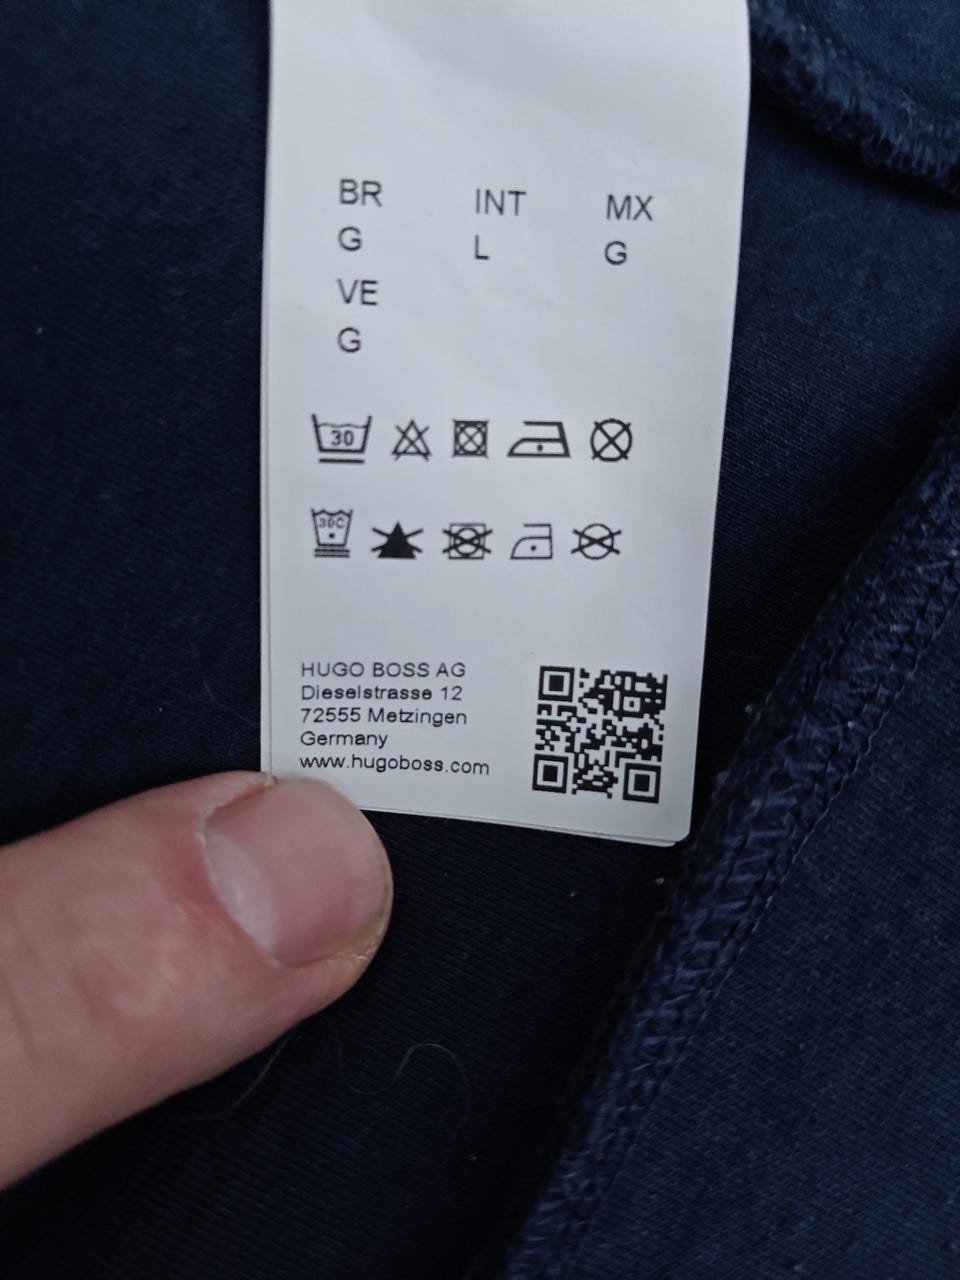 BR INT MX
G L G
VE
G
30
30C
HUGO BOSS AG
Dieselstrasse 12
72555 Metzingen
Germany
www.hugoboss.com